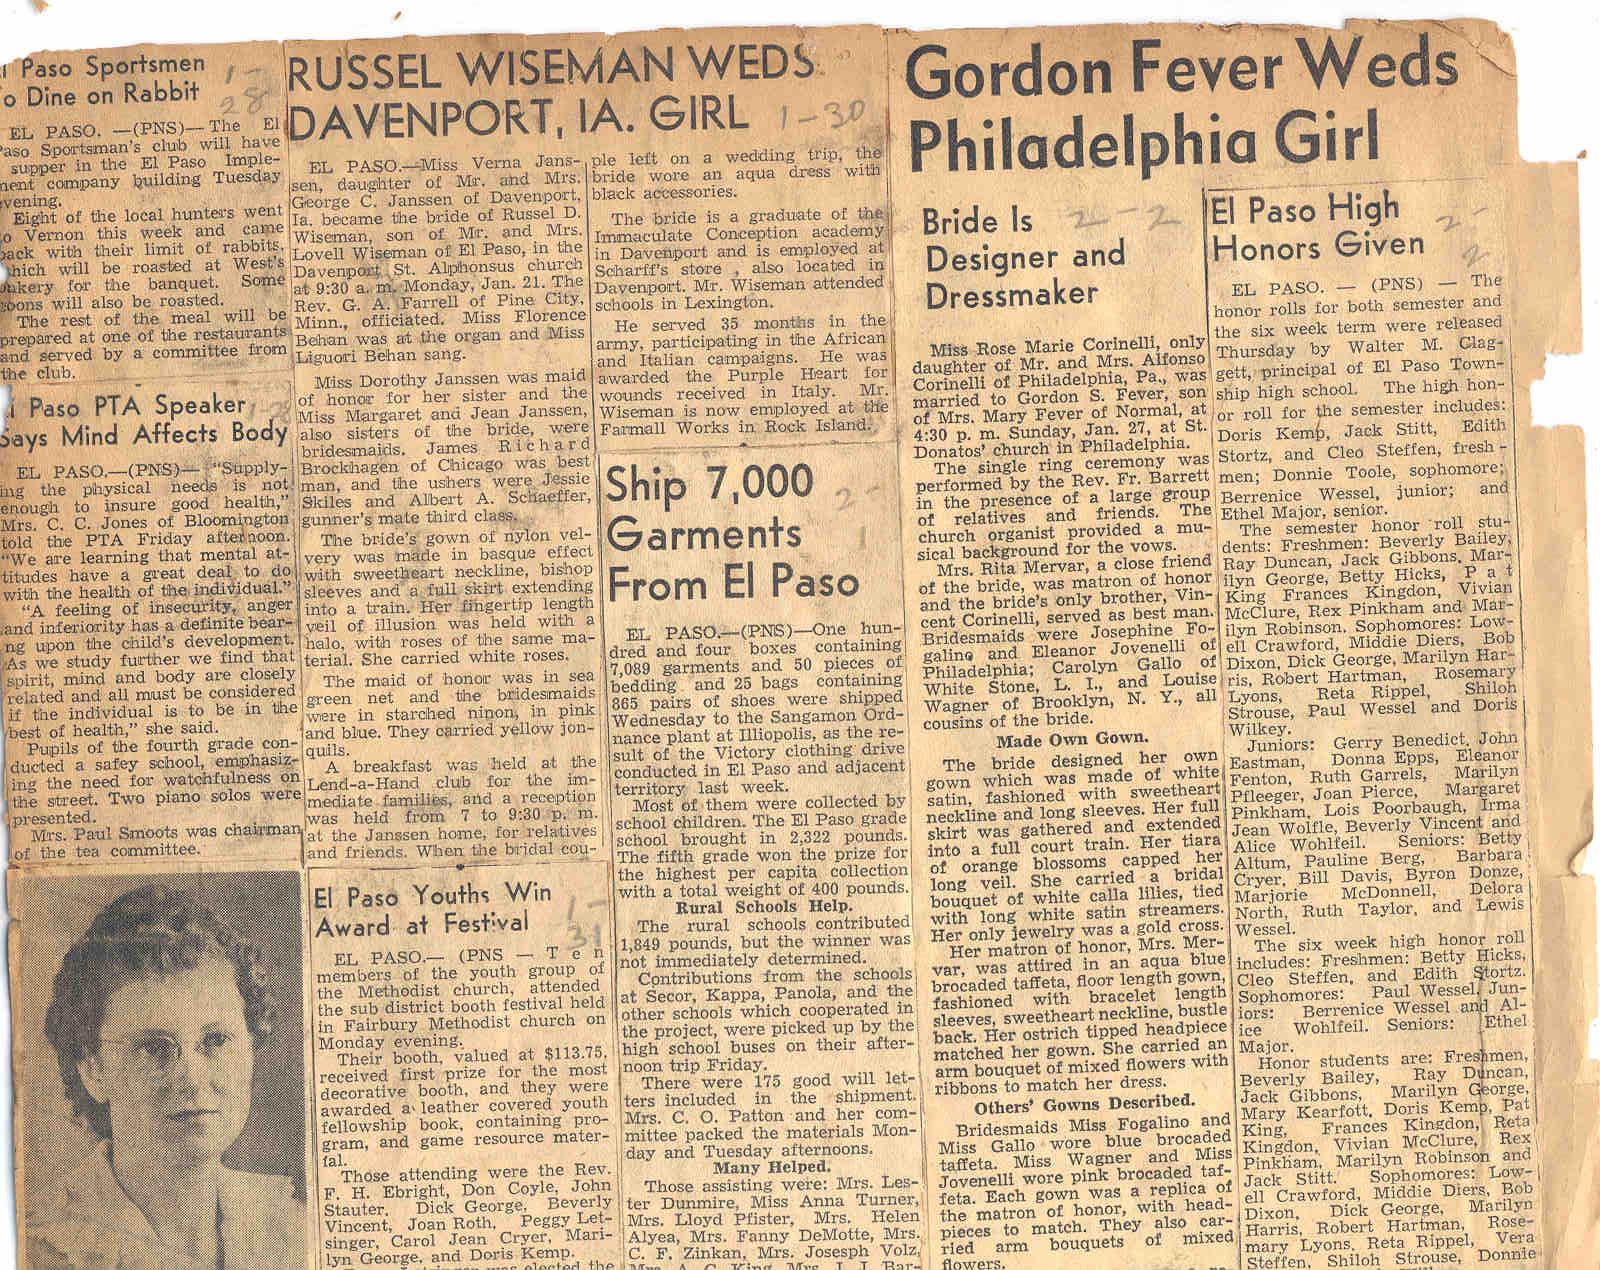 El Paso Sportsmen
To Dine on Rabbit
1-
28
EL PASO. —(PNS)— The El
Paso Sportsman's club will have
supper in the El Paso Imple-
ment company building Tuesday
evening.
Eight of the local hunters went
to Vernon this week and came
back with their limit of rabbits,
which will be roasted at West's
bakery for the banquet. Some
coons will also be roasted.
The rest of the meal will be
prepared at one of the restaurants
and served by a committee from
the club.
El Paso PTA Speaker
Says Mind Affects Body
1-28
EL PASO.—(PNS)— "Supply-
ing the physical needs is not
enough to insure good health,"
Mrs. C. C. Jones of Bloomington
told the PTA Friday afternoon.
"We are learning that mental at-
titudes have a great deal to do
with the health of the individual."
"A feeling of insecurity, anger
and inferiority has a definite bear-
ng upon the child's development.
As we study further we find that
spirit, mind and body are closely
related and all must be considered
if the individual is to be in the
best of health," she said.
Pupils of the fourth grade con-
ducted a safey school, emphasiz-
ing the need for watchfulness on
the street. Two piano solos were
presented.
Mrs. Paul Smoots was chairman
of the tea committee.
RUSSEL WISEMAN WEDS
DAVENPORT, IA. GIRL
1-30
EL PASO.—Miss Verna Jans-
sen, daughter of Mr. and Mrs.
George C. Janssen of Davenport,
Ia. became the bride of Russel D.
Wiseman, son of Mr. and Mrs.
Lovell Wiseman of El Paso, in the
Davenport St. Alphonsus church
at 9:30 a. m. Monday, Jan. 21. The
Rev. G. A. Farrell of Pine City,
Minn., officiated. Miss Florence
Behan was at the organ and Miss
Liguori Behan sang.
Miss Dorothy Janssen was maid
of honor for her sister and the
Miss Margaret and Jean Janssen,
also sisters of the bride, were
bridesmaids. James Richard
Brockhagen of Chicago was best
man, and the ushers were Jessie
Skiles and Albert A. Schaeffer,
gunner's mate third class.
The bride's gown of nylon vel-
very was made in basque effect
with sweetheart neckline, bishop
sleeves and a full skirt extending
into a train. Her fingertip length
veil of illusion was held with a
halo, with roses of the same ma-
terial. She carried white roses.
The maid of honor was in sea
green net and the bridesmaids
were in starched ninon, in pink
and blue. They carried yellow jon-
quils.
A breakfast was held at the
Lend-a-Hand club for the im-
mediate families, and a reception
was held from 7 to 9:30 p. m.
at the Janssen home, for relatives
and friends. When the bridal cou-
ple left on a wedding trip, the
bride wore an aqua dress with
black accessories.
The bride is a graduate of the
Immaculate Conception academy
in Davenport and is employed at
Scharff's store , also located in
Davenport. Mr. Wiseman attended
schools in Lexington.
He served 35 months in the
army, participating in the African
and Italian campaigns. He was
awarded the Purple Heart for
wounds received in Italy. Mr.
Wiseman is now employed at the
Farmall Works in Rock Island.
El Paso Youths Win
Award at Festival
1-
31
EL PASO.— (PNS — Ten
members of the youth group of
the Methodist church, attended
the sub district booth festival held
in Fairbury Methodist church on
Monday evening.
Their booth, valued at $113.75,
received first prize for the most
decorative booth, and they were
awarded a leather covered youth
fellowship book, containing pro-
gram, and game resource mater-
ial.
Those attending were the Rev.
F. H. Ebright, Don Coyle, John
Stauter, Dick George, Beverly
Vincent, Joan Roth, Peggy Let-
singer, Carol Jean Cryer, Mari-
lyn George, and Doris Kemp.
was elected the
Ship 7,000
Garments
From El Paso
2-
1
EL PASO.—(PNS)—One hun-
dred and four boxes containing
7,089 garments and 50 pieces of
bedding and 25 bags containing
865 pairs of shoes were shipped
Wednesday to the Sangamon Ord-
nance plant at Illiopolis, as the re-
sult of the Victory clothing drive
conducted in El Paso and adjacent
territory last week.
Most of them were collected by
school children. The El Paso grade
school brought in 2,322 pounds.
The fifth grade won the prize for
the highest per capita collection
with a total weight of 400 pounds.
Rural Schools Help.
The rural schools contributed
1,849 pounds, but the winner was
not immediately determined.
Contributions from the schools
at Secor, Kappa, Panola, and the
other schools which cooperated in
the project, were picked up by the
high school buses on their after-
noon trip Friday.
There were 175 good will let-
ters included in the shipment.
Mrs. C. O. Patton and her com-
mittee packed the materials Mon-
day and Tuesday afternoons.
Many Helped.
Those assisting were: Mrs. Les-
ter Dunmire, Miss Anna Turner,
Mrs. Lloyd Pfister, Mrs. Helen
Alyea, Mrs. Fanny DeMotte, Mrs.
C. F. Zinkan, Mrs. Josesph Volz,
Mrs. A. C. King, Mrs. J. J. Bar-
Gordon Fever Weds
Philadelphia Girl
Bride Is
Designer and
Dressmaker
2-2
Miss Rose Marie Corinelli, only
daughter of Mr. and Mrs. Alfonso
Corinelli of Philadelphia, Pa., was
married to Gordon S. Fever, son
of Mrs. Mary Fever of Normal, at
4:30 p. m. Sunday, Jan. 27, at St.
Donatos' church in Philadelphia.
The single ring ceremony was
performed by the Rev. Fr. Barrett
in the presence of a large group
of relatives and friends. The
church organist provided a mu-
sical background for the vows.
Mrs. Rita Mervar, a close friend
of the bride, was matron of honor
and the bride's only brother, Vin-
cent Corinelli, served as best man.
Bridesmaids were Josephine Fo-
galino and Eleanor Jovenelli of
Philadelphia; Carolyn Gallo of
White Stone, L. I., and Louise
Wagner of Brooklyn, N. Y., all
cousins of the bride.
Made Own Gown.
The bride designed her own
gown which was made of white
satin, fashioned with sweetheart
neckline and long sleeves. Her full
skirt was gathered and extended
into a full court train. Her tiara
of orange blossoms capped her
long veil. She carried a bridal
bouquet of white calla lilies, tied
with long white satin streamers.
Her only jewelry was a gold cross.
Her matron of honor, Mrs. Mer-
var, was attired in an aqua blue
brocaded taffeta, floor length gown,
fashioned with bracelet length
sleeves, sweetheart neckline, bustle
back. Her ostrich tipped headpiece
matched her gown. She carried an
arm bouquet of mixed flowers with
ribbons to match her dress.
Others' Gowns Described.
Bridesmaids Miss Fogalino and
Miss Gallo wore blue brocaded
taffeta. Miss Wagner and Miss
Jovenelli wore pink brocaded taf-
feta. Each gown was a replica of
the matron of honor, with head-
pieces to match. They also car-
ried arm bouquets of mixed
flowers.
El Paso High
Honors Given
2-
2
EL PASO. — (PNS) — The
honor rolls for both semester and
the six week term were released
Thursday by Walter M. Clag-
gett, principal of El Paso Town-
ship high school. The high hon-
or roll for the semester includes:
Doris Kemp, Jack Stitt, Edith
Stortz, and Cleo Steffen, fresh-
men; Donnie Toole, sophomore;
Berrenice Wessel, junior; and
Ethel Major, senior.
The semester honor roll stu-
dents: Freshmen: Beverly Bailey,
Ray Duncan, Jack Gibbons, Mar-
ilyn George, Betty Hicks, Pat
King Frances Kingdon, Vivian
McClure, Rex Pinkham and Mar-
ilyn Robinson. Sophomores: Low-
ell Crawford, Middie Diers, Bob
Dixon, Dick George, Marilyn Har-
ris, Robert Hartman, Rosemary
Lyons, Reta Rippel, Shiloh
Strouse, Paul Wessel and Doris
Wilkey.
Juniors: Gerry Benedict, John
Eastman, Donna Epps, Eleanor
Fenton, Ruth Garrels, Marilyn
Pfleeger, Joan Pierce, Margaret
Pinkham, Lois Poorbaugh, Irma
Jean Wolfle, Beverly Vincent and
Alice Wohlfeil. Seniors: Betty
Altum, Pauline Berg, Barbara
Cryer, Bill Davis, Byron Donze,
Marjorie McDonnell, Delora
North, Ruth Taylor, and Lewis
Wessel.
The six week high honor roll
includes: Freshmen: Betty Hicks,
Cleo Steffen, and Edith Stortz.
Sophomores: Paul Wessel. Jun-
iors: Berrenice Wessel and Al-
ice Wohlfeil. Seniors: Ethel
Major.
Honor students are: Freshmen,
Beverly Bailey, Ray Duncan,
Jack Gibbons, Marilyn George,
Mary Kearfott, Doris Kemp, Pat
King, Frances Kingdon, Reta
Kingdon, Vivian McClure, Rex
Pinkham, Marilyn Robinson and
Jack Stitt. Sophomores: Low-
ell Crawford, Middie Diers, Bob
Dixon, Dick George, Marilyn
Harris, Robert Hartman, Rose-
mary Lyons, Reta Rippel, Vera
Steffen, Shiloh Strouse, Donnie